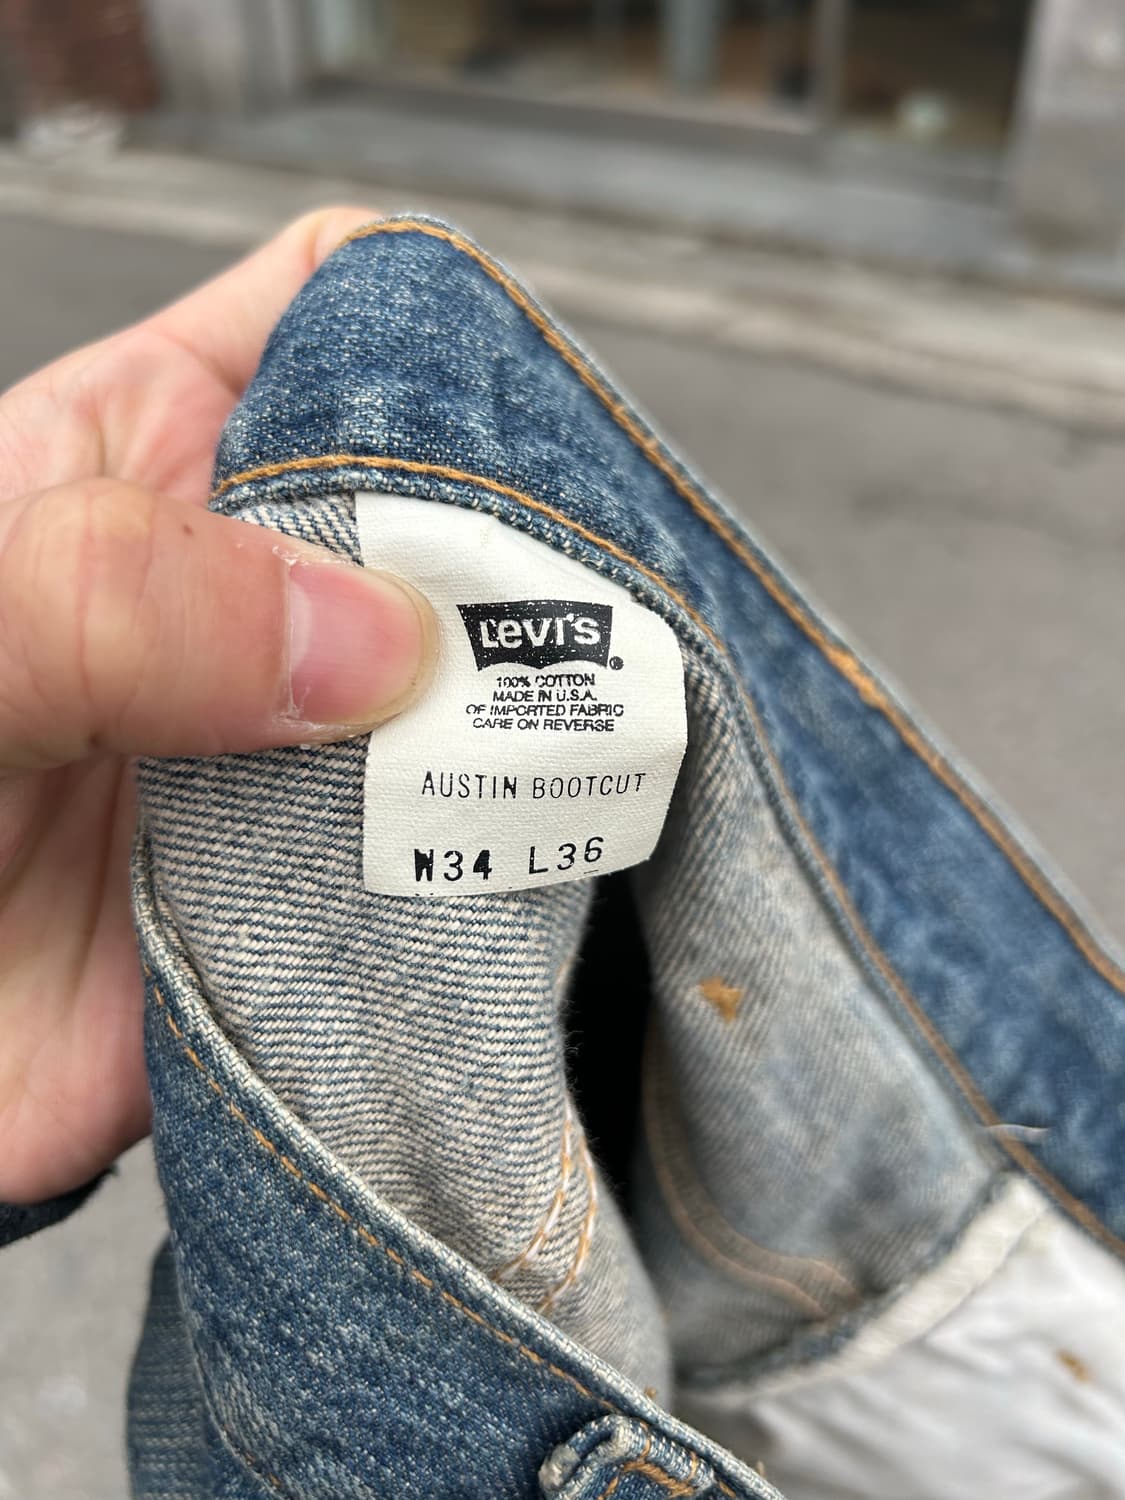 Levi's ®
100% COTTON
MADE IN U.S.A.
OF IMPORTED FABRIC
CARE ON REVERSE
AUSTIN BOOTCUT
W34 L36